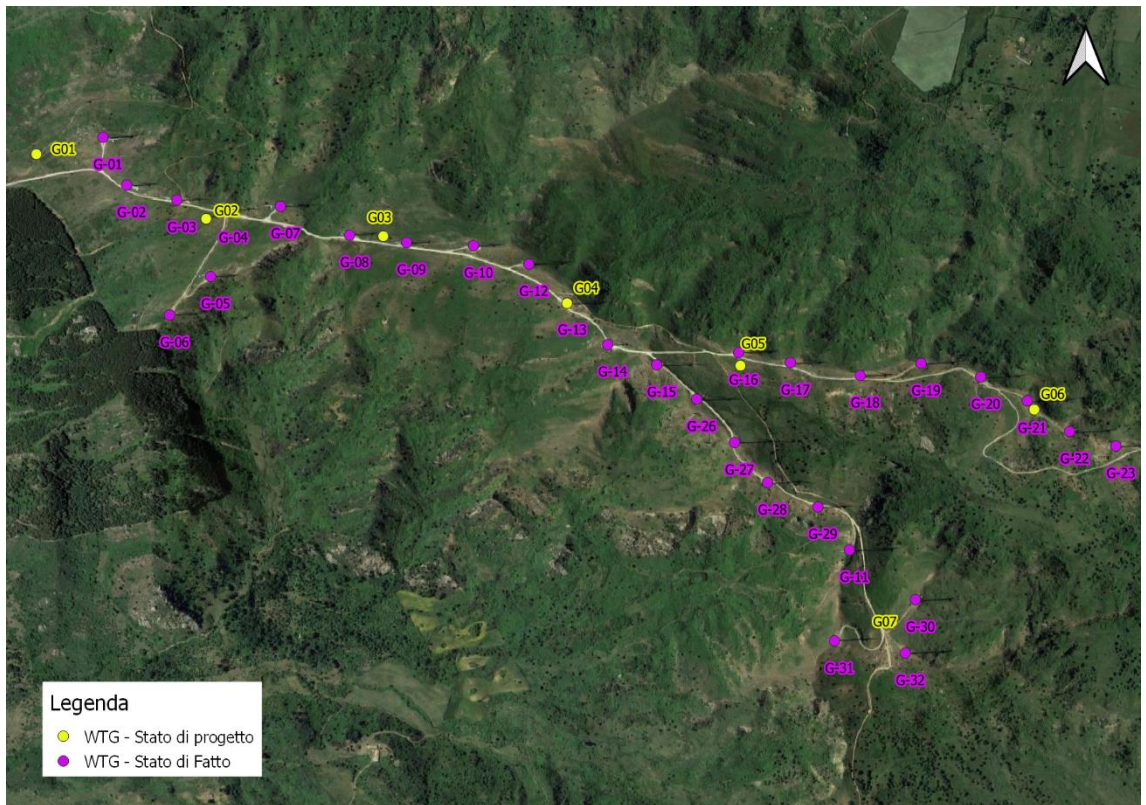 G01
G-01
G-02
G-03
G02
G-04
G-07
G-05
G-06
G03
G-08
G-09
G-10
G-12
G04
G-13
G-14
G-15
G05
G-16
G-17
G-18
G-19
G-20
G06
G-21
G-22
G-23
G-26
G-27
G-28
G-29
G-11
G-30
G07
G-31
G-32
Legenda
WTG - Stato di progetto
WTG - Stato di Fatto